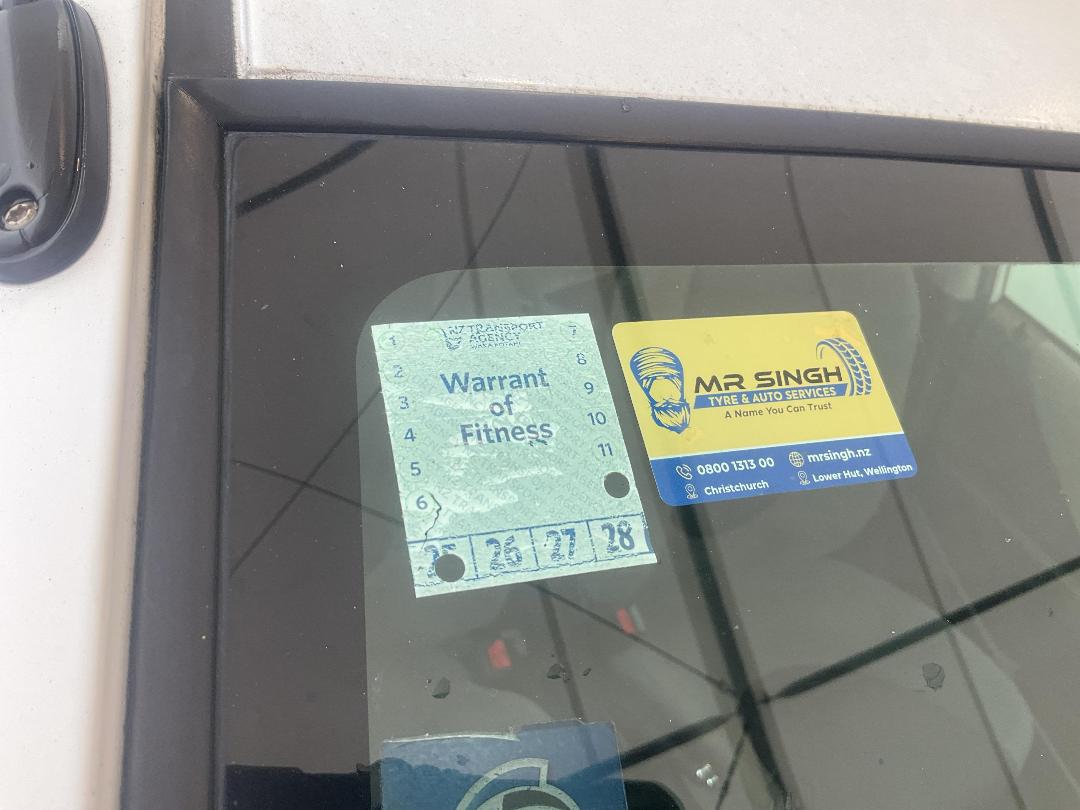 NZ TRANSPORT
AGENCY
WAKA KOTAHI
Warrant
of
Fitness
1
2
3
4
5
6
7
8
9
10
11
25 26 27 28
MR SINGH
TYRE & AUTO SERVICES
A Name You Can Trust
0800 1313 00
mrsingh.nz
Christchurch
Lower Hut, Wellington